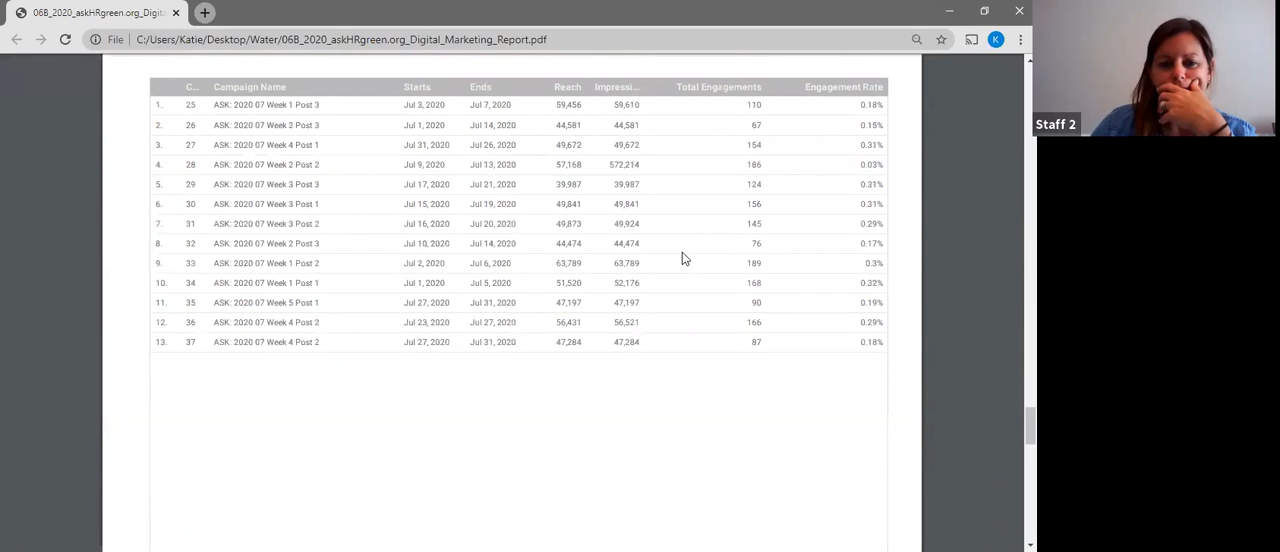 06B_2020_askHRgreen.org_Digita
File C:/Users/Katie/Desktop/Water/06B_2020_askHRgreen.org_Digital_Marketing_Report.pdf K
Staff 2
C... Campaign Name Starts Ends Reach Impressi... Total Engagements Engagement Rate
1. 25 ASK: 2020 07 Week 1 Post 3 Jul 3, 2020 Jul 7, 2020 59,456 59,610 110 0.18%
2. 26 ASK: 2020 07 Week 2 Post 3 Jul 1, 2020 Jul 14, 2020 44,581 44,581 67 0.15%
3. 27 ASK: 2020 07 Week 4 Post 1 Jul 31, 2020 Jul 26, 2020 49,672 49,672 154 0.31%
4. 28 ASK: 2020 07 Week 2 Post 2 Jul 9, 2020 Jul 13, 2020 57,168 572,214 186 0.03%
5. 29 ASK: 2020 07 Week 3 Post 3 Jul 17, 2020 Jul 21, 2020 39,987 39,987 124 0.31%
6. 30 ASK: 2020 07 Week 3 Post 1 Jul 15, 2020 Jul 19, 2020 49,841 49,841 156 0.31%
7. 31 ASK: 2020 07 Week 3 Post 2 Jul 16, 2020 Jul 20, 2020 49,873 49,924 145 0.29%
8. 32 ASK: 2020 07 Week 2 Post 3 Jul 10, 2020 Jul 14, 2020 44,474 44,474 76 0.17%
9. 33 ASK: 2020 07 Week 1 Post 2 Jul 2, 2020 Jul 6, 2020 63,789 63,789 189 0.3%
10. 34 ASK: 2020 07 Week 1 Post 1 Jul 1, 2020 Jul 5, 2020 51,520 52,176 168 0.32%
11. 35 ASK: 2020 07 Week 5 Post 1 Jul 27, 2020 Jul 31, 2020 47,197 47,197 90 0.19%
12. 36 ASK: 2020 07 Week 4 Post 2 Jul 23, 2020 Jul 27, 2020 56,431 56,521 166 0.29%
13. 37 ASK: 2020 07 Week 4 Post 2 Jul 27, 2020 Jul 31, 2020 47,284 47,284 87 0.18%